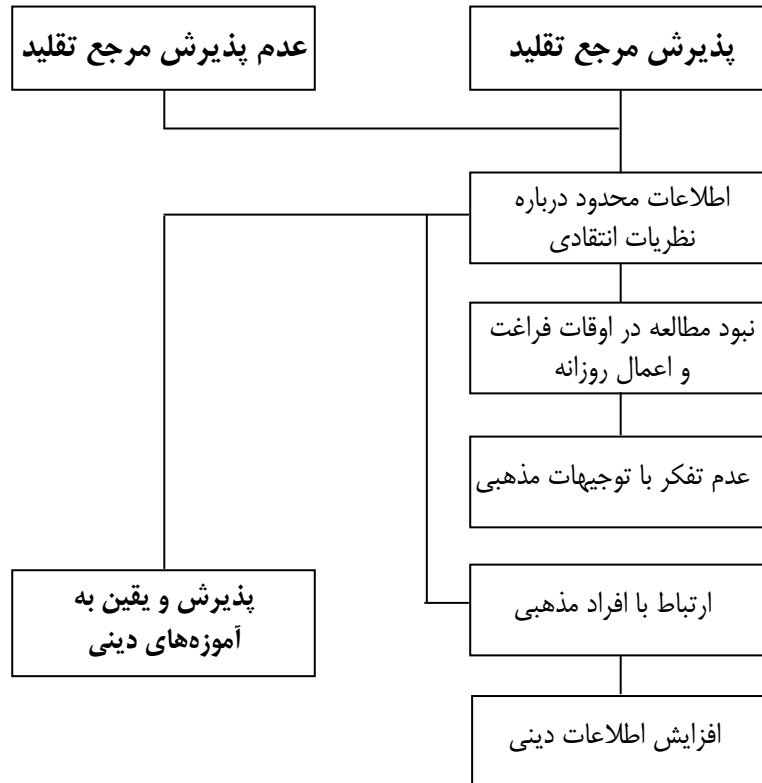 پذیرش مرجع تقلید
عدم پذیرش مرجع تقلید
اطلاعات محدود درباره
نظریات انتقادی
نبود مطالعه در اوقات فراغت
و اعمال روزانه
عدم تفکر با توجیهات مذهبی
ارتباط با افراد مذهبی
پذیرش و یقین به
آموزه‌های دینی
افزایش اطلاعات دینی